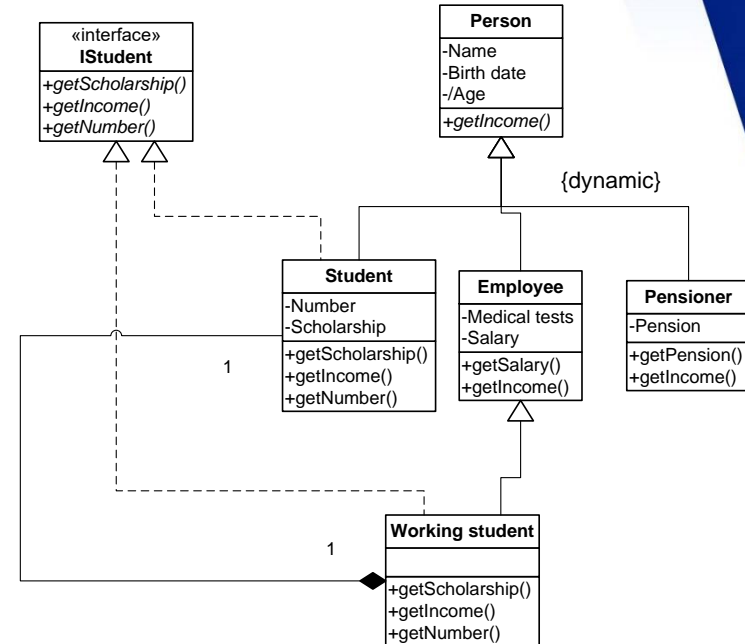 «interface»
IStudent
+getScholarship()
+getIncome()
+getNumber()
Person
-Name
-Birth date
-/Age
+getIncome()
{dynamic}
Student
-Number
-Scholarship
+getScholarship()
+getIncome()
+getNumber()
Employee
-Medical tests
-Salary
+getSalary()
+getIncome()
Pensioner
-Pension
+getPension()
+getIncome()
1
1
Working student
+getScholarship()
+getIncome()
+getNumber()